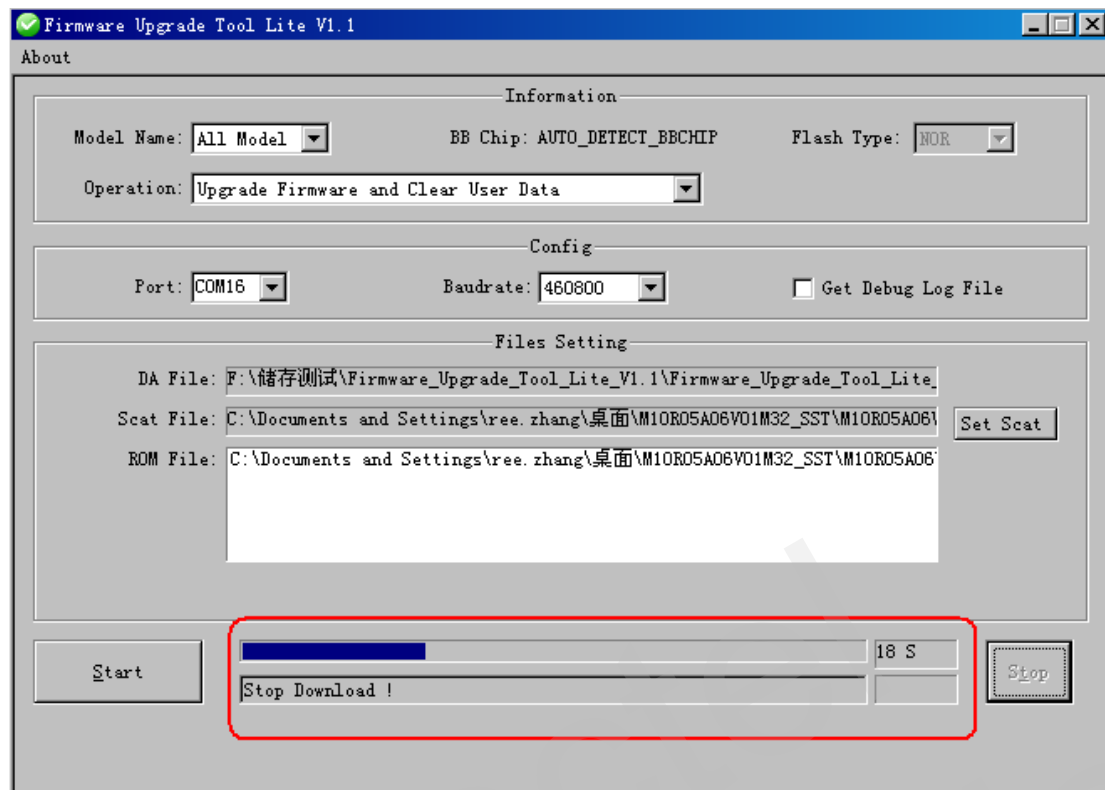 Firmware Upgrade Tool Lite V1.1
About
Information
Model Name: All Model BB Chip: AUTO_DETECT_BBCHIP Flash Type: NOR
Operation: Upgrade Firmware and Clear User Data
Config
Port: COM16 Baudrate: 460800 Get Debug Log File
Files Setting
DA File: F:\储存测试\Firmware_Upgrade_Tool_Lite_V1.1\Firmware_Upgrade_Tool_Lite_
Scat File: C:\Documents and Settings\ree.zhang\桌面\M10R05A06V01M32_SST\M10R05A06\ Set Scat
ROM File: C:\Documents and Settings\ree.zhang\桌面\M10R05A06V01M32_SST\M10R05A06
18 S
Start Stop
Stop Download !